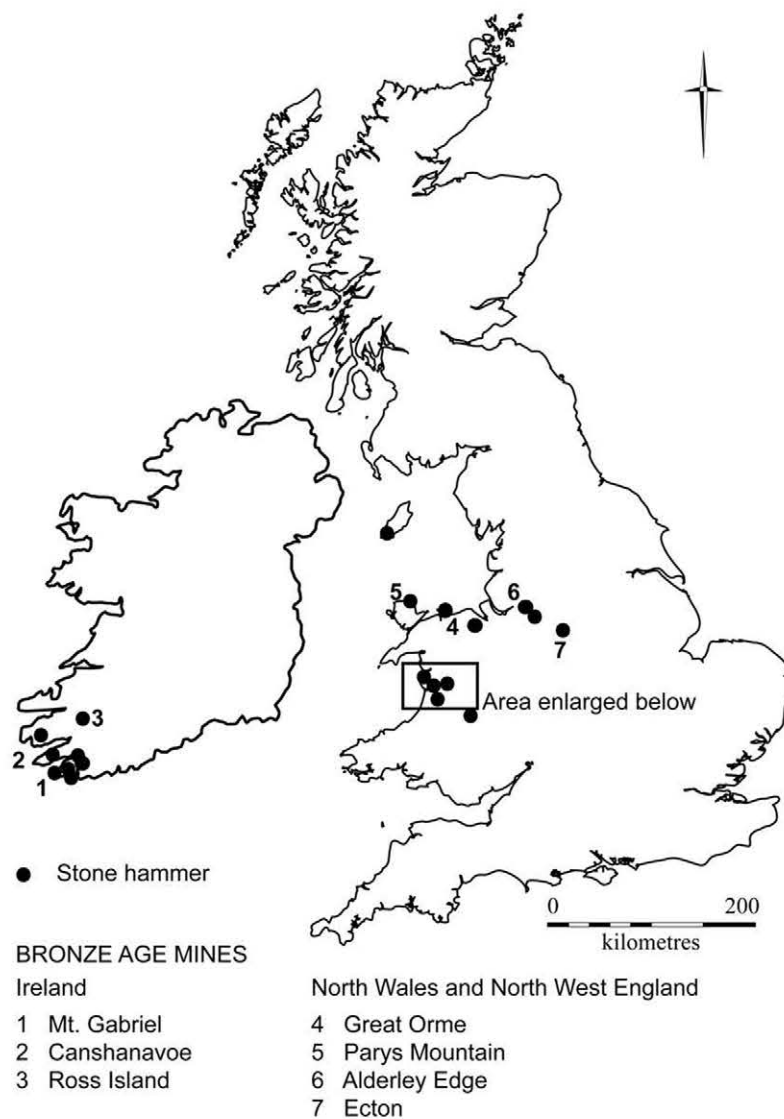 5
6
4
7
Area enlarged below
3
2
1
Stone hammer
0 200
kilometres
BRONZE AGE MINES
Ireland
1 Mt. Gabriel
2 Canshanavoe
3 Ross Island
North Wales and North West England
4 Great Orme
5 Parys Mountain
6 Alderley Edge
7 Ecton